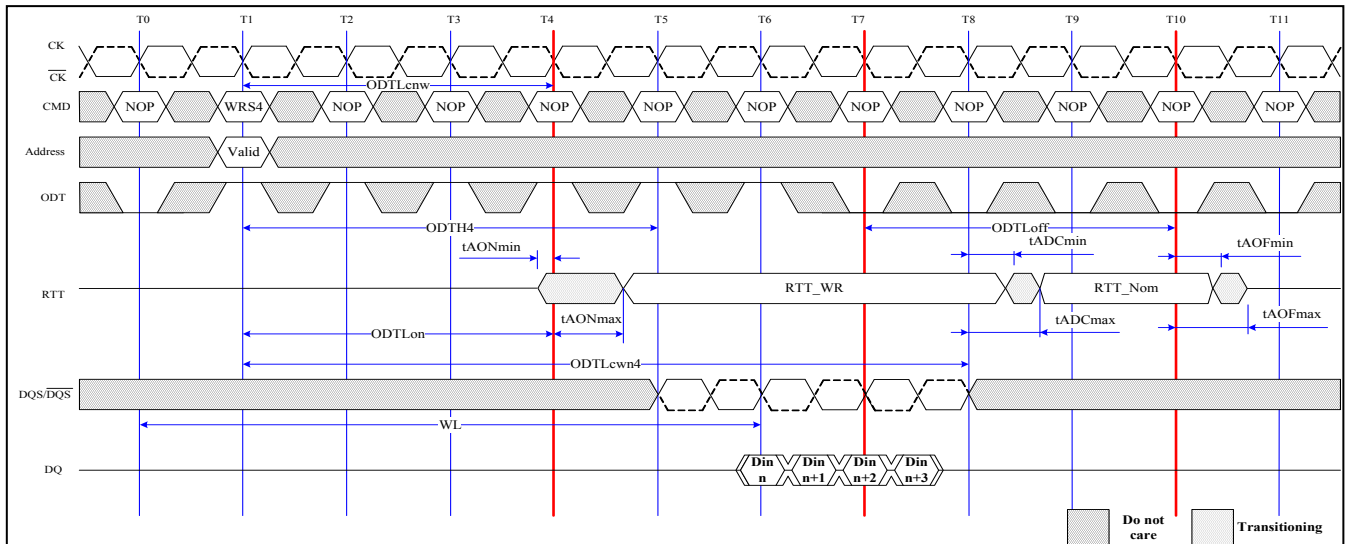 T0 T1 T2 T3 T4 T5 T6 T7 T8 T9 T10 T11
CK
CK
ODTLcnw
CMD NOP WRS4 NOP NOP NOP NOP NOP NOP NOP NOP NOP NOP
Address Valid
ODT
ODTH4 ODTLoff
tADCmin
tAONmin tAOFmin
RTT RTT_WR RTT_Nom
tAONmax tADCmax tAOFmax
ODTLon
ODTLcwn4
DQS/DQS
WL
DQ
Din n Din n+1 Din n+2 Din n+3
Do not care
Transitioning